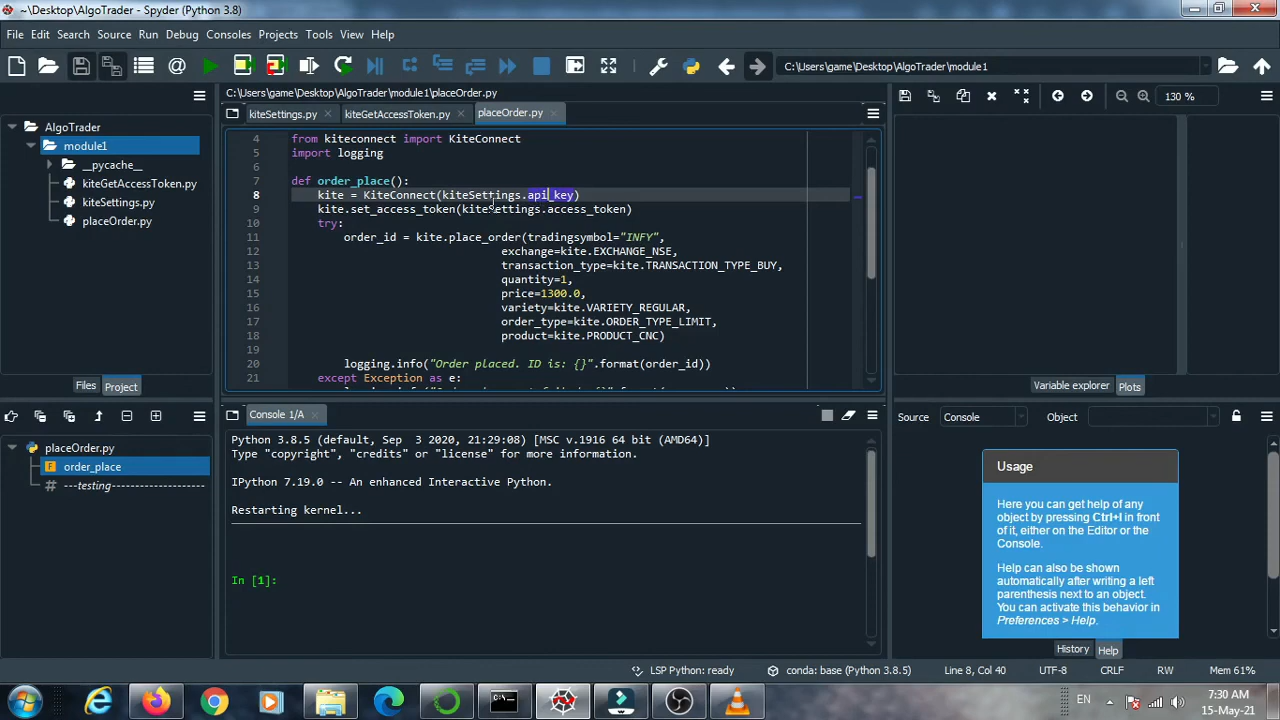 ~\Desktop\AlgoTrader - Spyder (Python 3.8)
File Edit Search Source Run Debug Consoles Projects Tools View Help
C:\Users\game\Desktop\AlgoTrader\module1
C:\Users\game\Desktop\AlgoTrader\module1\placeOrder.py
AlgoTrader
module1
__pycache__
kiteGetAccessToken.py
kiteSettings.py
placeOrder.py
Files Project
kiteSettings.py kiteGetAccessToken.py placeOrder.py
4 from kiteconnect import KiteConnect
5 import logging
6
7 def order_place():
8 kite = KiteConnect(kiteSettings.api_key)
9 kite.set_access_token(kiteSettings.access_token)
10 try:
11 order_id = kite.place_order(tradingsymbol="INFY",
12 exchange=kite.EXCHANGE_NSE,
13 transaction_type=kite.TRANSACTION_TYPE_BUY,
14 quantity=1,
15 price=1300.0,
16 variety=kite.VARIETY_REGULAR,
17 order_type=kite.ORDER_TYPE_LIMIT,
18 product=kite.PRODUCT_CNC)
19
20 logging.info("Order placed. ID is: {}".format(order_id))
21 except Exception as e:
130 %
Variable explorer Plots
placeOrder.py
order_place
---testing--------------------
Console 1/A
Python 3.8.5 (default, Sep 3 2020, 21:29:08) [MSC v.1916 64 bit (AMD64)]
Type "copyright", "credits" or "license" for more information.
IPython 7.19.0 -- An enhanced Interactive Python.
Restarting kernel...
In [1]:
Source Console Object
Usage
Here you can get help of any
object by pressing Ctrl+I in front
of it, either on the Editor or the
Console.
Help can also be shown
automatically after writing a left
parenthesis next to an object.
You can activate this behavior in
Preferences > Help.
History Help
LSP Python: ready conda: base (Python 3.8.5) Line 8, Col 40 UTF-8 CRLF RW Mem 61%
EN
7:30 AM
15-May-21